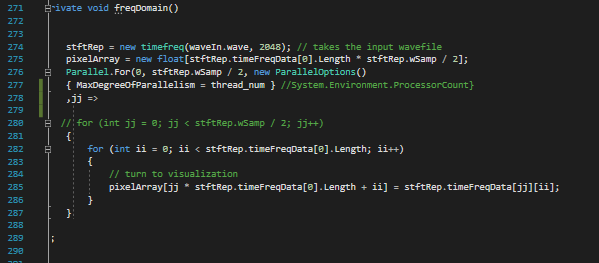 271 rivate void freqDomain()
272
273
274 stftRep = new timefreq(waveIn.wave, 2048); // takes the input wavefile
275 pixelArray = new float[stftRep.timeFreqData[0].Length * stftRep.wSamp / 2];
276 Parallel.For(0, stftRep.wSamp / 2, new ParallelOptions()
277 { MaxDegreeOfParallelism = thread_num } //System.Environment.ProcessorCount}
278 ,jj =>
279
280 // for (int jj = 0; jj < stftRep.wSamp / 2; jj++)
281 {
282 for (int ii = 0; ii < stftRep.timeFreqData[0].Length; ii++)
283 {
284 // turn to visualization
285 pixelArray[jj * stftRep.timeFreqData[0].Length + ii] = stftRep.timeFreqData[jj][ii];
286 }
287 }
288
289 ;
290